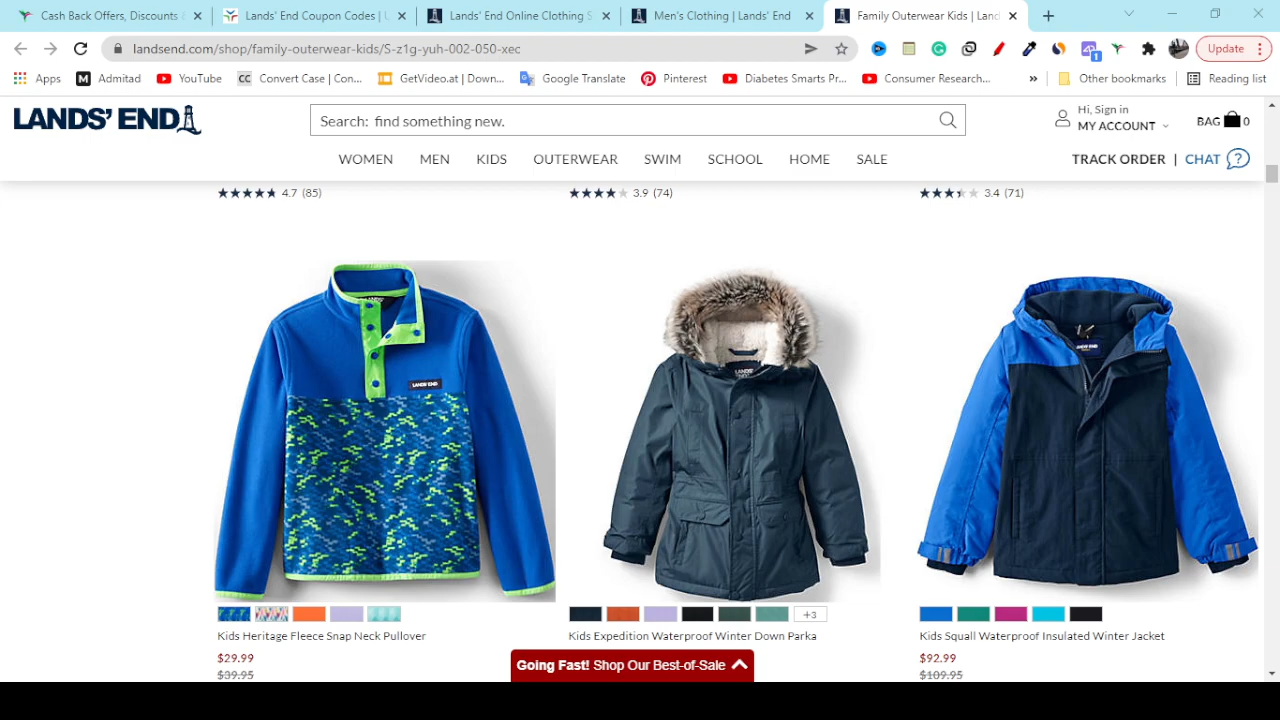 Cash Back Offers, Discounts &
Lands' End Coupon Codes | U
Lands' End Online Clothing S
Men's Clothing | Lands' End
Family Outerwear Kids | Land
landsend.com/shop/family-outerwear-kids/S-z1g-yuh-002-050-xec
1
Update
Apps
M Admitad
YouTube
CC Convert Case | Con...
GetVideo.ai | Down...
Google Translate
Pinterest
Diabetes Smarts Pr...
Consumer Research...
»
Other bookmarks
Reading list
LANDS' END
Search: find something new.
Hi, Sign in
MY ACCOUNT
BAG 0
WOMEN MEN KIDS OUTERWEAR SWIM SCHOOL HOME SALE
TRACK ORDER | CHAT ?
4.7 (85)
3.9 (74)
3.4 (71)
LANDS' END
+3
Kids Heritage Fleece Snap Neck Pullover
Kids Expedition Waterproof Winter Down Parka
Kids Squall Waterproof Insulated Winter Jacket
$29.99
$39.95
Going Fast! Shop Our Best-of-Sale
$92.99
$109.95